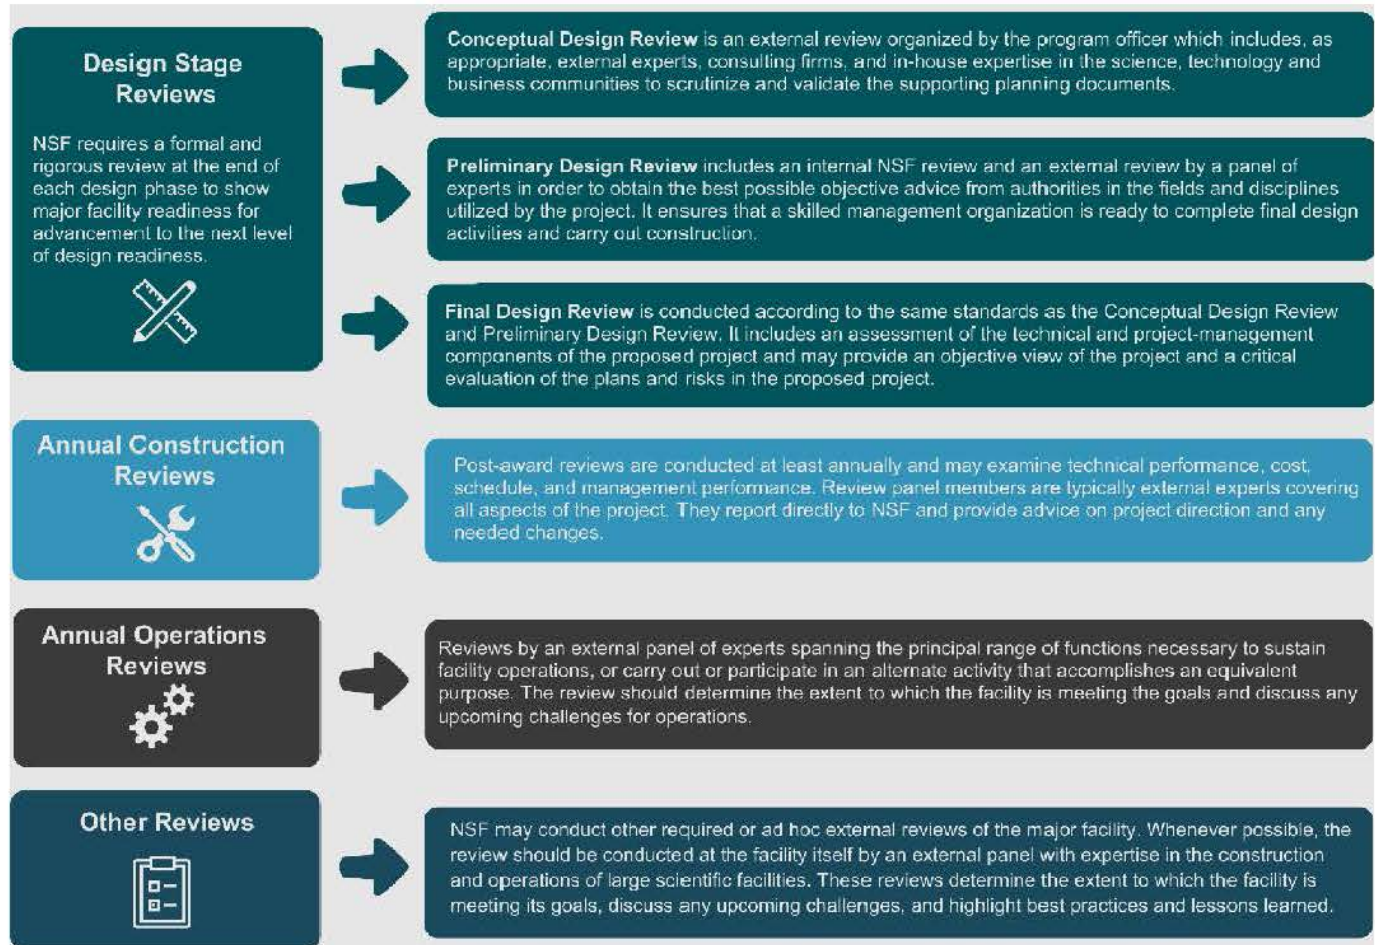 Design Stage
Reviews
NSF requires a formal and
rigorous review at the end of
each design phase to show
major facility readiness for
advancement to the next level
of design readiness.
Conceptual Design Review is an external review organized by the program officer which includes, as
appropriate, external experts, consulting firms, and in-house expertise in the science, technology and
business communities to scrutinize and validate the supporting planning documents.
Preliminary Design Review includes an internal NSF review and an external review by a panel of
experts in order to obtain the best possible objective advice from authorities in the fields and disciplines
utilized by the project. It ensures that a skilled management organization is ready to complete final design
activities and carry out construction.
Final Design Review is conducted according to the same standards as the Conceptual Design Review
and Preliminary Design Review. It includes an assessment of the technical and project-management
components of the proposed project and may provide an objective view of the project and a critical
evaluation of the plans and risks in the proposed project.
Annual Construction
Reviews
Post-award reviews are conducted at least annually and may examine technical performance, cost,
schedule, and management performance. Review panel members are typically external experts covering
all aspects of the project. They report directly to NSF and provide advice on project direction and any
needed changes.
Annual Operations
Reviews
Reviews by an external panel of experts spanning the principal range of functions necessary to sustain
facility operations, or carry out or participate in an alternate activity that accomplishes an equivalent
purpose. The review should determine the extent to which the facility is meeting the goals and discuss any
upcoming challenges for operations.
Other Reviews
NSF may conduct other required or ad hoc external reviews of the major facility. Whenever possible, the
review should be conducted at the facility itself by an external panel with expertise in the construction
and operations of large scientific facilities. These reviews determine the extent to which the facility is
meeting its goals, discuss any upcoming challenges, and highlight best practices and lessons learned.